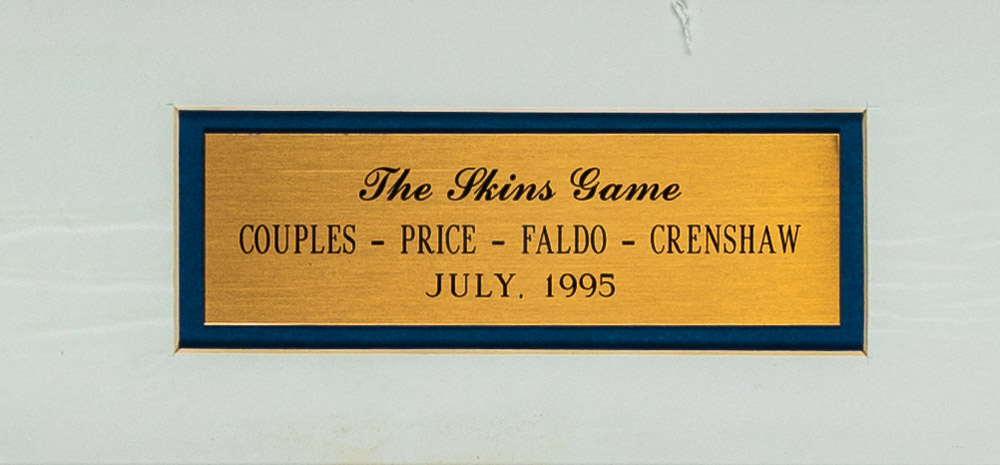 The Skins Game
COUPLES – PRICE – FALDO – CRENSHAW
JULY, 1995